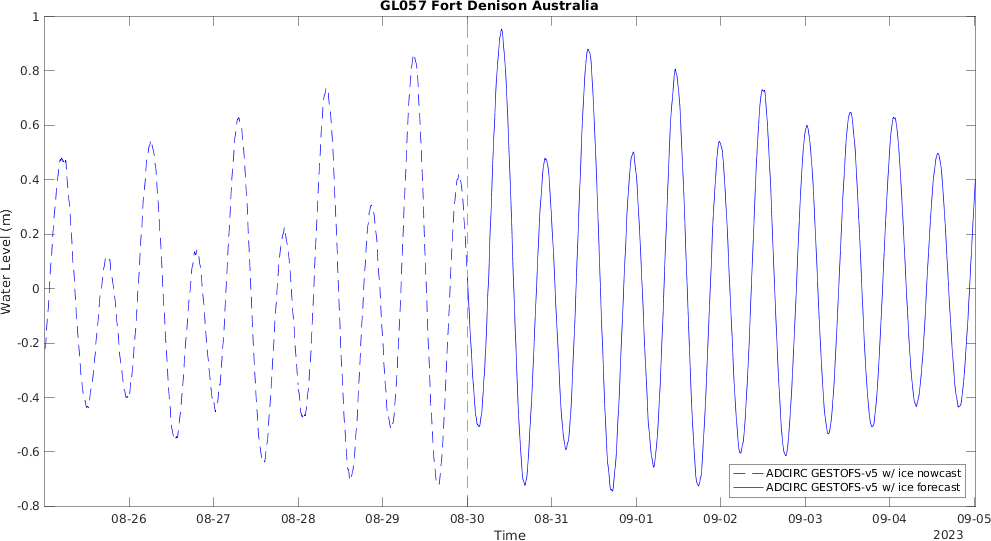 GL057 Fort Denison Australia
Water Level (m)
1
0.8
0.6
0.4
0.2
0
-0.2
-0.4
-0.6
-0.8
ADCIRC GESTOFS-v5 w/ ice nowcast
ADCIRC GESTOFS-v5 w/ ice forecast
08-26 08-27 08-28 08-29 08-30 08-31 09-01 09-02 09-03 09-04 09-05
Time
2023